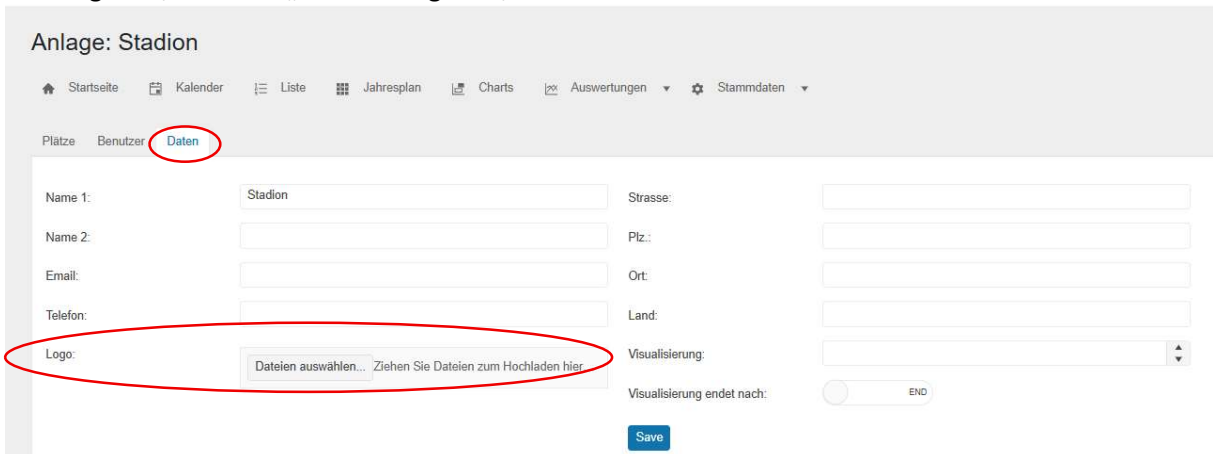 Anlage: Stadion
Startseite Kalender Liste Jahresplan Charts Auswertungen Stammdaten
Plätze Benutzer Daten
Name 1: Stadion Strasse:
Name 2: Plz.:
Email: Ort:
Telefon: Land:
Logo: Dateien auswählen... Ziehen Sie Dateien zum Hochladen hier Visualisierung:
Visualisierung endet nach: END
Save